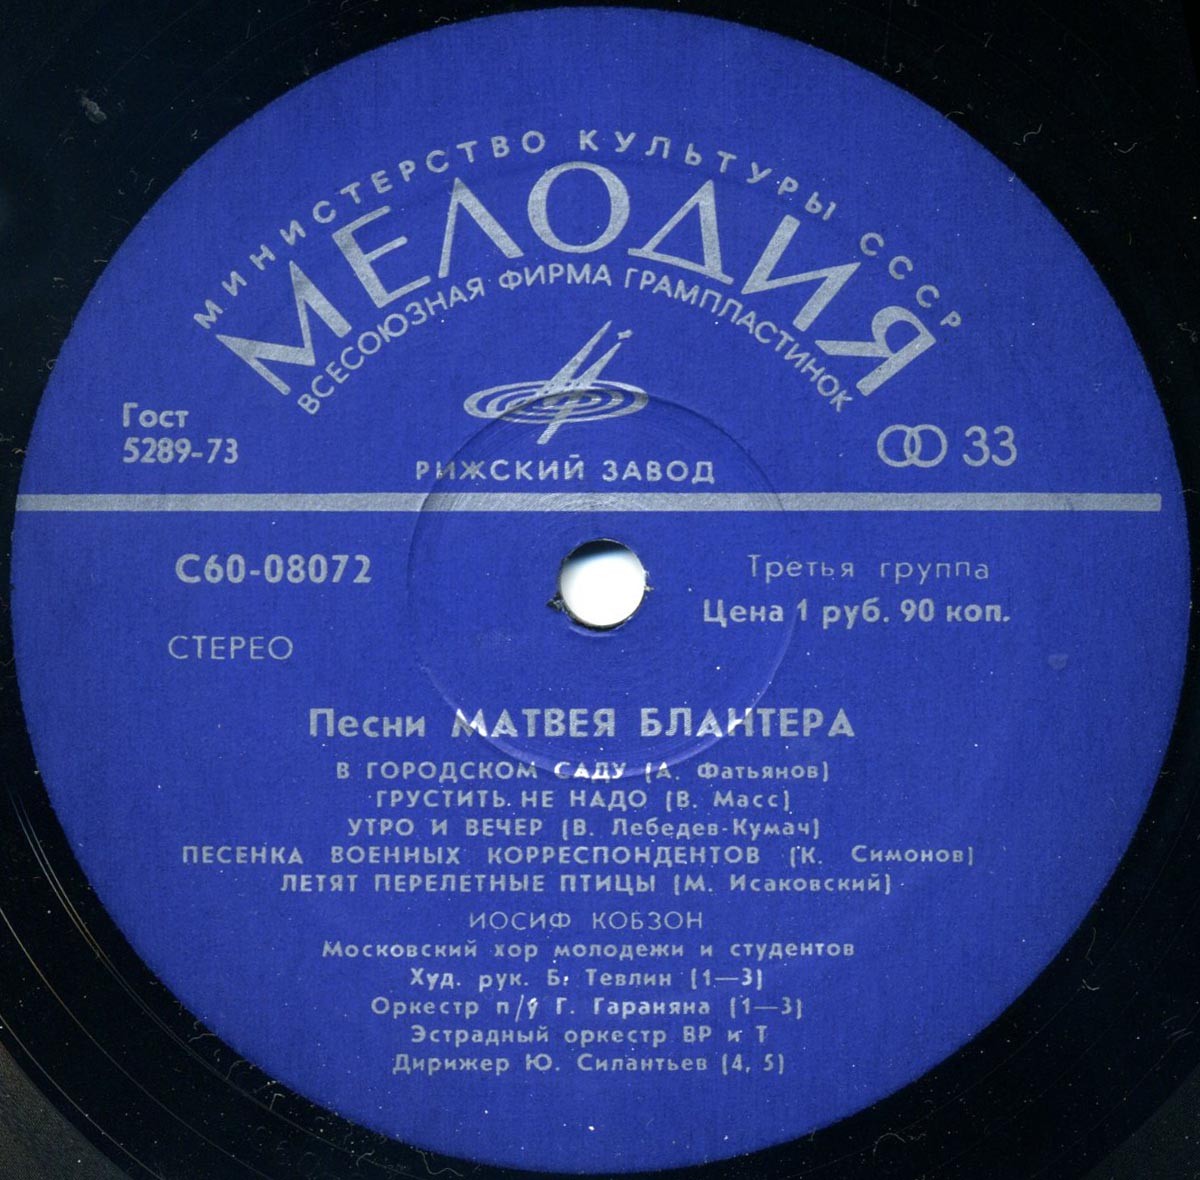 МИНИСТЕРСТВО КУЛЬТУРЫ СССР
МЕЛОДИЯ
ВСЕСОЮЗНАЯ ФИРМА ГРАМПЛАСТИНОК
Гост
5289-73
33
РИЖСКИЙ ЗАВОД
С60-08072
Третья группа
Цена 1 руб. 90 коп.
СТЕРЕО
Песни МАТВЕЯ БЛАНТЕРА
В ГОРОДСКОМ САДУ (А. Фатьянов)
ГРУСТИТЬ НЕ НАДО (В. Масс)
УТРО И ВЕЧЕР (В. Лебедев-Кумач)
ПЕСЕНКА ВОЕННЫХ КОРРЕСПОНДЕНТОВ (К. Симонов)
ЛЕТЯТ ПЕРЕЛЕТНЫЕ ПТИЦЫ (М. Исаковский)
ИОСИФ КОБЗОН
Московский хор молодежи и студентов
Худ. рук. Б. Тевлин (1—3)
Оркестр п/у Г. Гараняна (1—3)
Эстрадный оркестр ВР и Т
Дирижер Ю. Силантьев (4, 5)